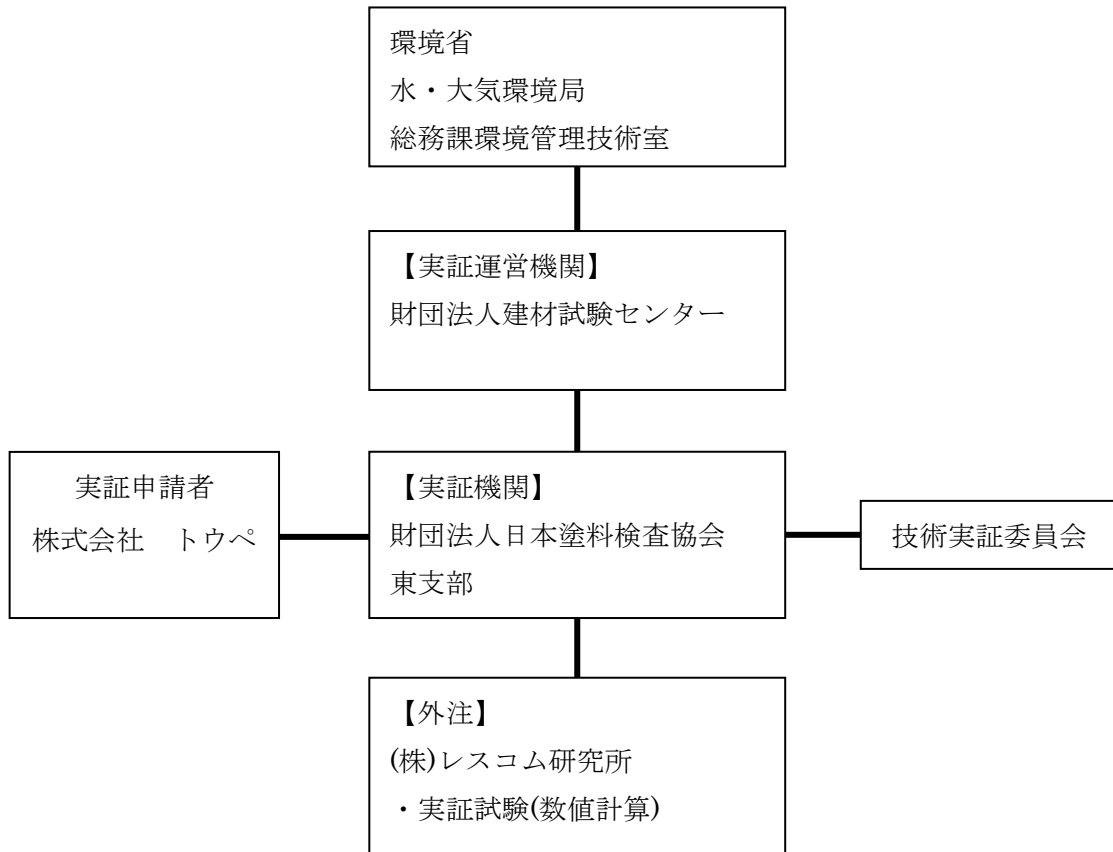 環境省
水・大気環境局
総務課環境管理技術室
【実証運営機関】
財団法人建材試験センター
実証申請者
株式会社　トウペ
【実証機関】
財団法人日本塗料検査協会
東支部
技術実証委員会
【外注】
(株)レスコム研究所
・実証試験(数値計算)